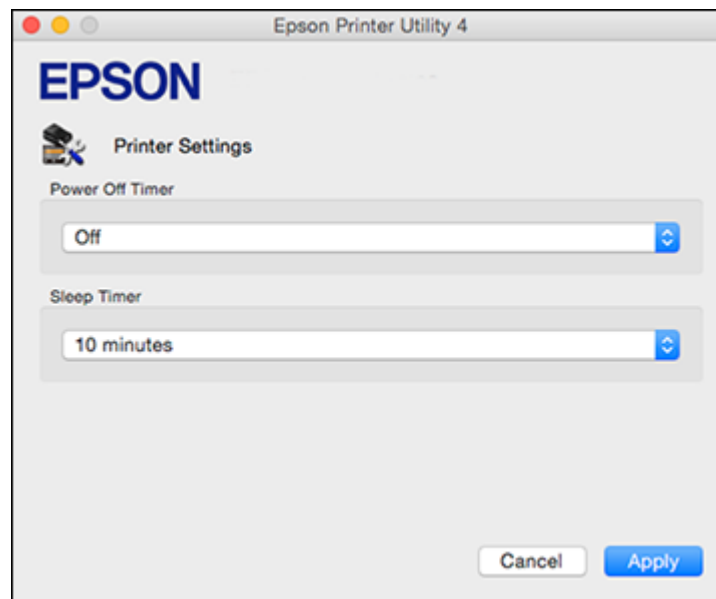 Epson Printer Utility 4
EPSON
Printer Settings
Power Off Timer
Off
Sleep Timer
10 minutes
Cancel Apply